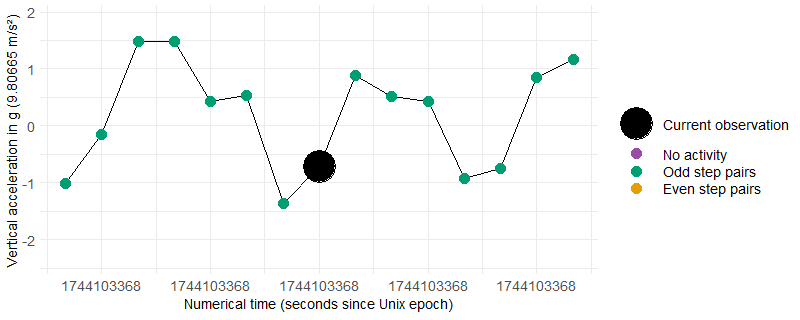 Vertical acceleration in g (9.80665 m/s²)
2
1
0
-1
-2
1744103368 1744103368 1744103368 1744103368 1744103368
Numerical time (seconds since Unix epoch)
Current observation
No activity
Odd step pairs
Even step pairs